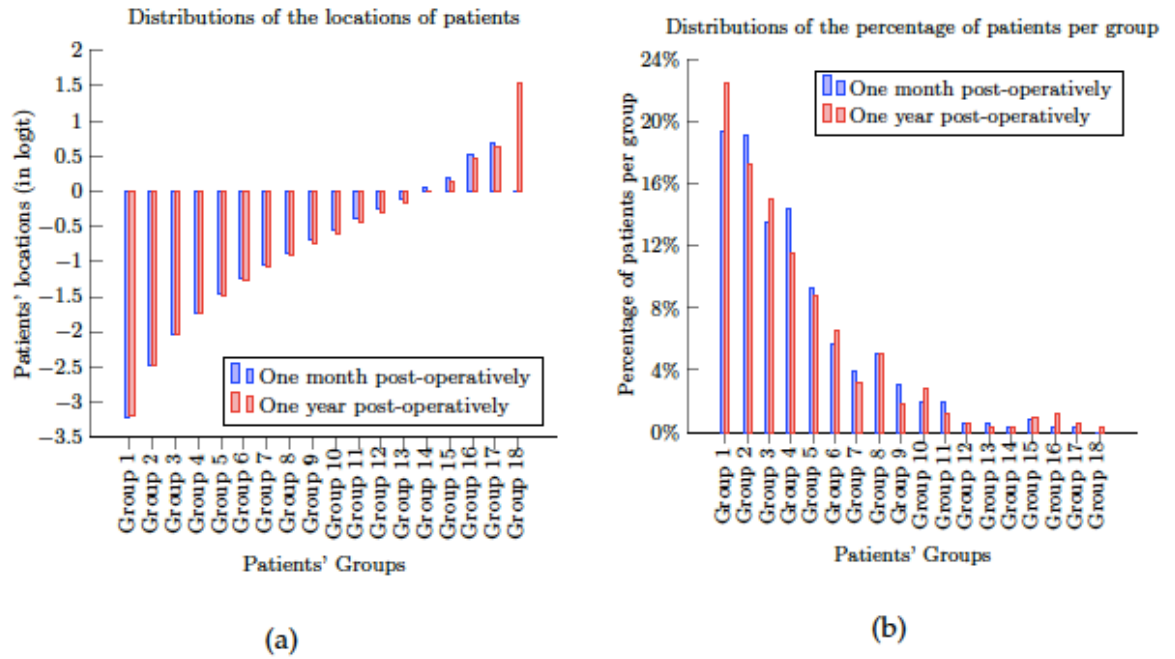 Distributions of the locations of patients
2
1.5
1
0.5
0
−0.5
−1
−1.5
−2
−2.5
−3
−3.5
Patients' locations (in logit)
One month post-operatively
One year post-operatively
Group 1
Group 2
Group 3
Group 4
Group 5
Group 6
Group 7
Group 8
Group 9
Group 10
Group 11
Group 12
Group 13
Group 14
Group 15
Group 16
Group 17
Group 18
Patients' Groups
(a)
Distributions of the percentage of patients per group
24%
20%
16%
12%
8%
4%
0%
Percentage of patients per group
One month post-operatively
One year post-operatively
Group 1
Group 2
Group 3
Group 4
Group 5
Group 6
Group 7
Group 8
Group 9
Group 10
Group 11
Group 12
Group 13
Group 14
Group 15
Group 16
Group 17
Group 18
Patients' Groups
(b)